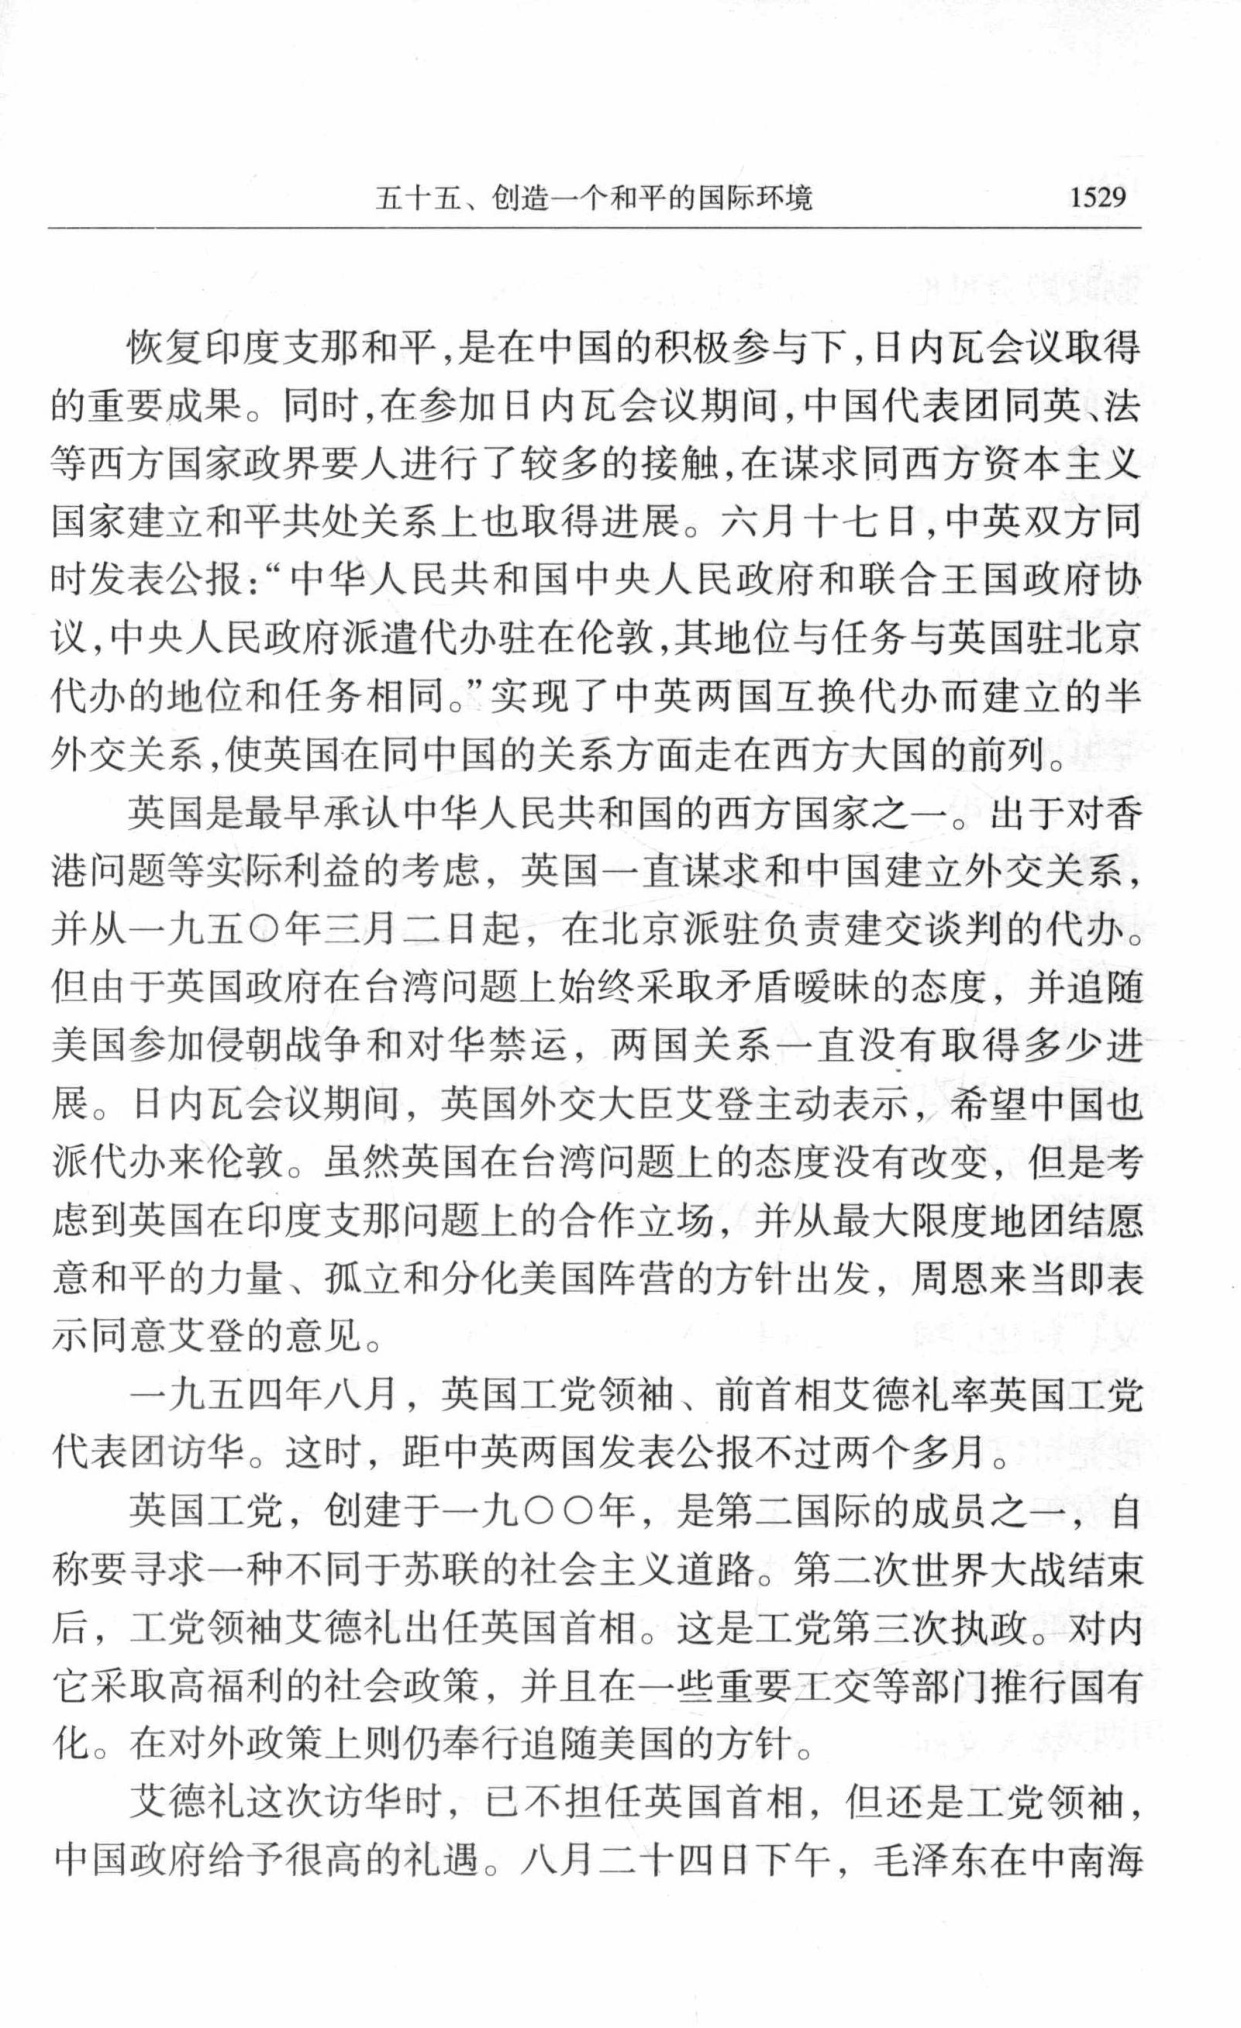 五十五、创造一个和平的国际环境 1529
恢复印度支那和平,是在中国的积极参与下,日内瓦会议取得
的重要成果。同时,在参加日内瓦会议期间,中国代表团同英、法
等西方国家政界要人进行了较多的接触,在谋求同西方资本主义
国家建立和平共处关系上也取得进展。六月十七日,中英双方同
时发表公报:“中华人民共和国中央人民政府和联合王国政府协
议,中央人民政府派遣代办驻在伦敦,其地位与任务与英国驻北京
代办的地位和任务相同。”实现了中英两国互换代办而建立的半
外交关系,使英国在同中国的关系方面走在西方大国的前列。
英国是最早承认中华人民共和国的西方国家之一。出于对香
港问题等实际利益的考虑，英国一直谋求和中国建立外交关系，
并从一九五〇年三月二日起，在北京派驻负责建交谈判的代办。
但由于英国政府在台湾问题上始终采取矛盾暧昧的态度，并追随
美国参加侵朝战争和对华禁运，两国关系一直没有取得多少进
展。日内瓦会议期间，英国外交大臣艾登主动表示，希望中国也
派代办来伦敦。虽然英国在台湾问题上的态度没有改变，但是考
虑到英国在印度支那问题上的合作立场，并从最大限度地团结愿
意和平的力量、孤立和分化美国阵营的方针出发，周恩来当即表
示同意艾登的意见。
一九五四年八月，英国工党领袖、前首相艾德礼率英国工党
代表团访华。这时，距中英两国发表公报不过两个多月。
英国工党，创建于一九〇〇年，是第二国际的成员之一，自
称要寻求一种不同于苏联的社会主义道路。第二次世界大战结束
后，工党领袖艾德礼出任英国首相。这是工党第三次执政。对内
它采取高福利的社会政策，并且在一些重要工交等部门推行国有
化。在对外政策上则仍奉行追随美国的方针。
艾德礼这次访华时，已不担任英国首相，但还是工党领袖，
中国政府给予很高的礼遇。八月二十四日下午，毛泽东在中南海